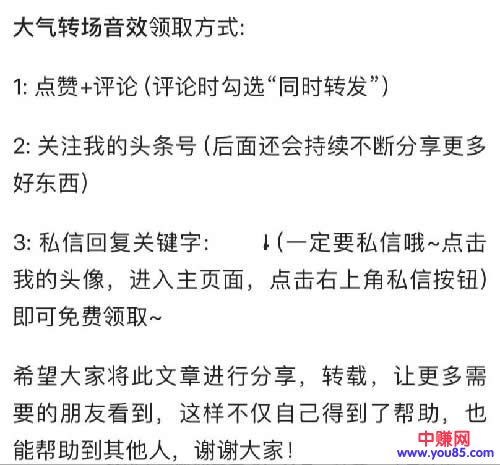 大气转场音效领取方式:
1: 点赞+评论(评论时勾选“同时转发”)
2: 关注我的头条号(后面还会持续不断分享更多
好东西)
3: 私信回复关键字:
(一定要私信哦~点击
我的头像，进入主页面，点击右上角私信按钮)
即可免费领取~
希望大家将此文章进行分享，转载，让更多需
要的朋友看到，这样不仅自己得到了帮助，也
能帮助到其他人，谢谢大家！
中赚网
www.you85.com